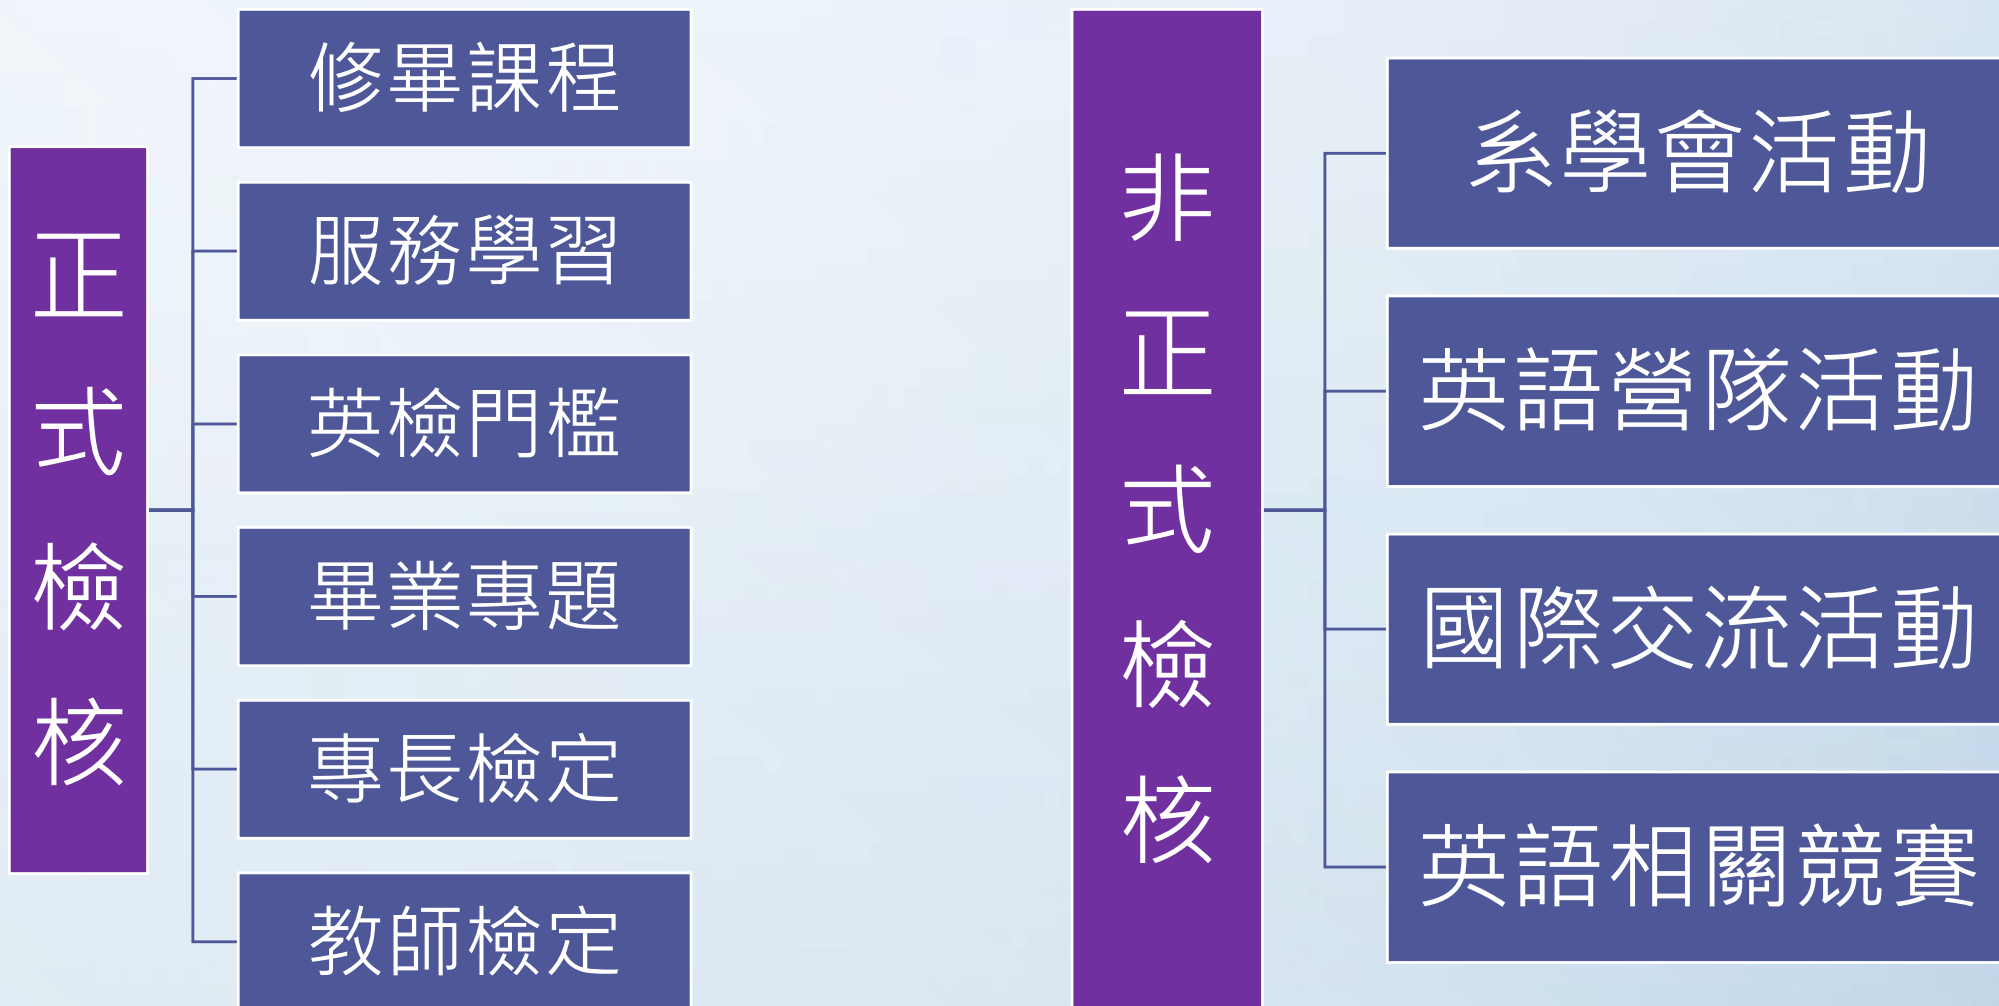 正式檢核
修畢課程
服務學習
英檢門檻
畢業專題
專長檢定
教師檢定
非正式檢核
系學會活動
英語營隊活動
國際交流活動
英語相關競賽